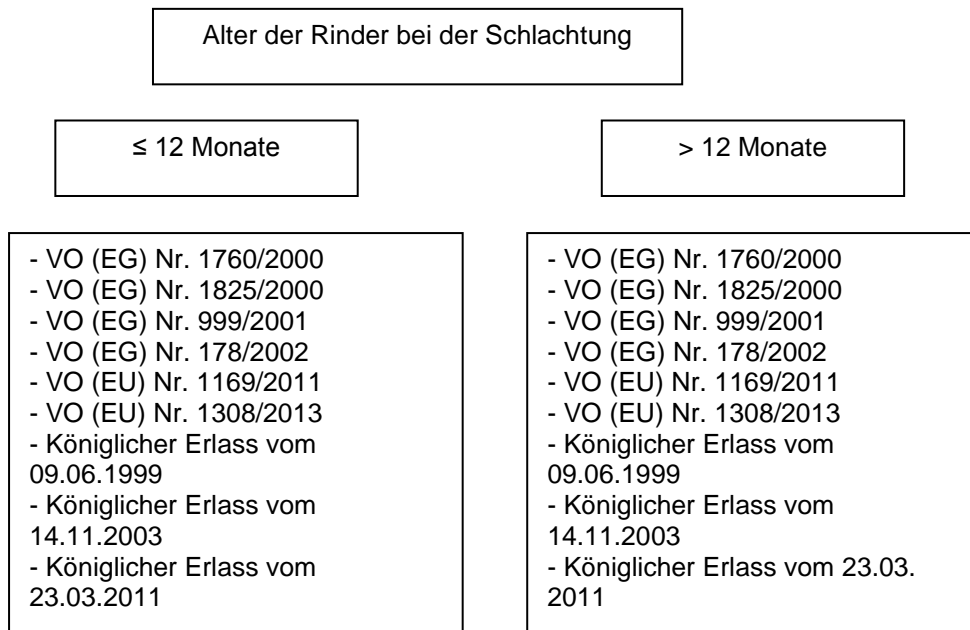 Alter der Rinder bei der Schlachtung
≤ 12 Monate
> 12 Monate
- VO (EG) Nr. 1760/2000
- VO (EG) Nr. 1825/2000
- VO (EG) Nr. 999/2001
- VO (EG) Nr. 178/2002
- VO (EU) Nr. 1169/2011
- VO (EU) Nr. 1308/2013
- Königlicher Erlass vom
09.06.1999
- Königlicher Erlass vom
14.11.2003
- Königlicher Erlass vom
23.03.2011
- VO (EG) Nr. 1760/2000
- VO (EG) Nr. 1825/2000
- VO (EG) Nr. 999/2001
- VO (EG) Nr. 178/2002
- VO (EU) Nr. 1169/2011
- VO (EU) Nr. 1308/2013
- Königlicher Erlass vom
09.06.1999
- Königlicher Erlass vom
14.11.2003
- Königlicher Erlass vom 23.03.
2011